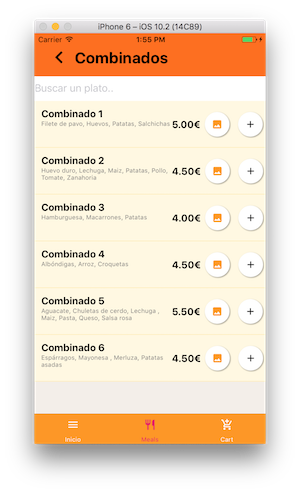 iPhone 6 – iOS 10.2 (14C89)
Carrier 1:55 PM
Combinados
Buscar un plato..
Combinado 1
Filete de pavo, Huevos, Patatas, Salchichas
5.00€
Combinado 2
Huevo duro, Lechuga, Maiz, Patatas, Pollo,
Tomate, Zanahoria
4.50€
Combinado 3
Hamburguesa, Macarrones, Patatas
4.00€
Combinado 4
Albóndigas, Arroz, Croquetas
4.50€
Combinado 5
Aguacate, Chuletas de cerdo, Lechuga ,
Maiz, Pasta, Queso, Salsa rosa
5.50€
Combinado 6
Espárragos, Mayonesa , Merluza, Patatas
asadas
4.50€
Inicio Meals Cart